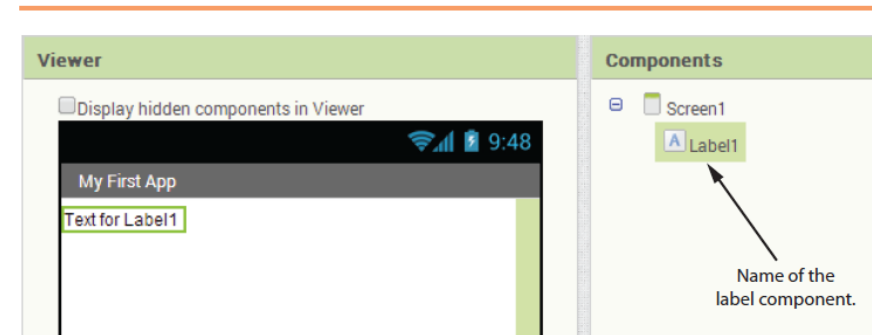 Viewer
Display hidden components in Viewer
9:48
My First App
Text for Label1
Components
Screen1
A Label1
Name of the
label component.